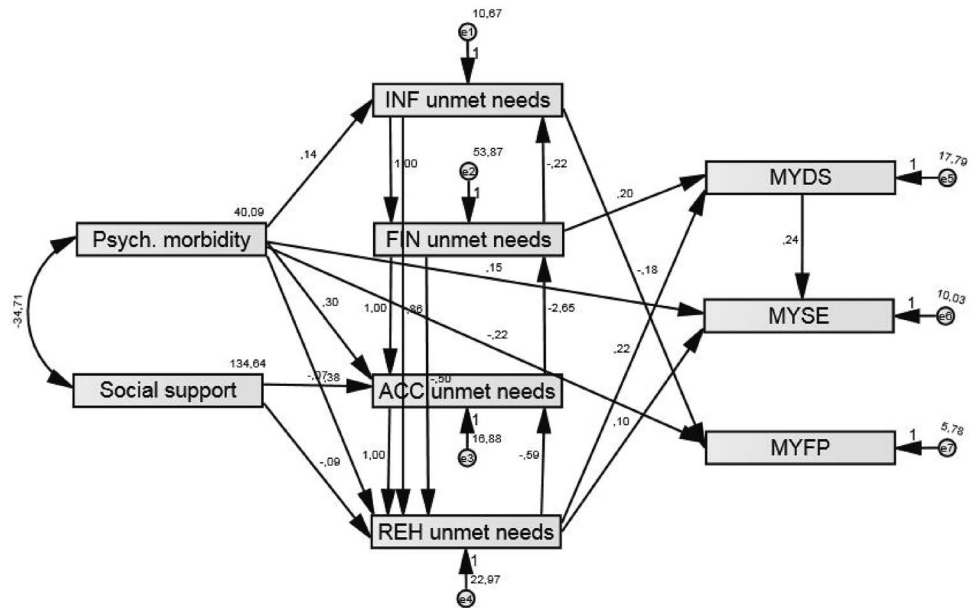 10,67
e1
1
INF unmet needs
,14
1,00
53,87
e2
1
-,22
17,79
1
e5
MYDS
,20
40,09
Psych. morbidity
FIN unmet needs
,15
-,18
,24
,30
1,00
,86
-2,65
10,03
1
e6
MYSE
-34,71
-,22
,22
134,64
Social support
-,07
,38
-,50
ACC unmet needs
,10
5,78
1
e7
MYFP
1
16,88
e3
-,09
1,00
-,59
REH unmet needs
1
22,97
e4